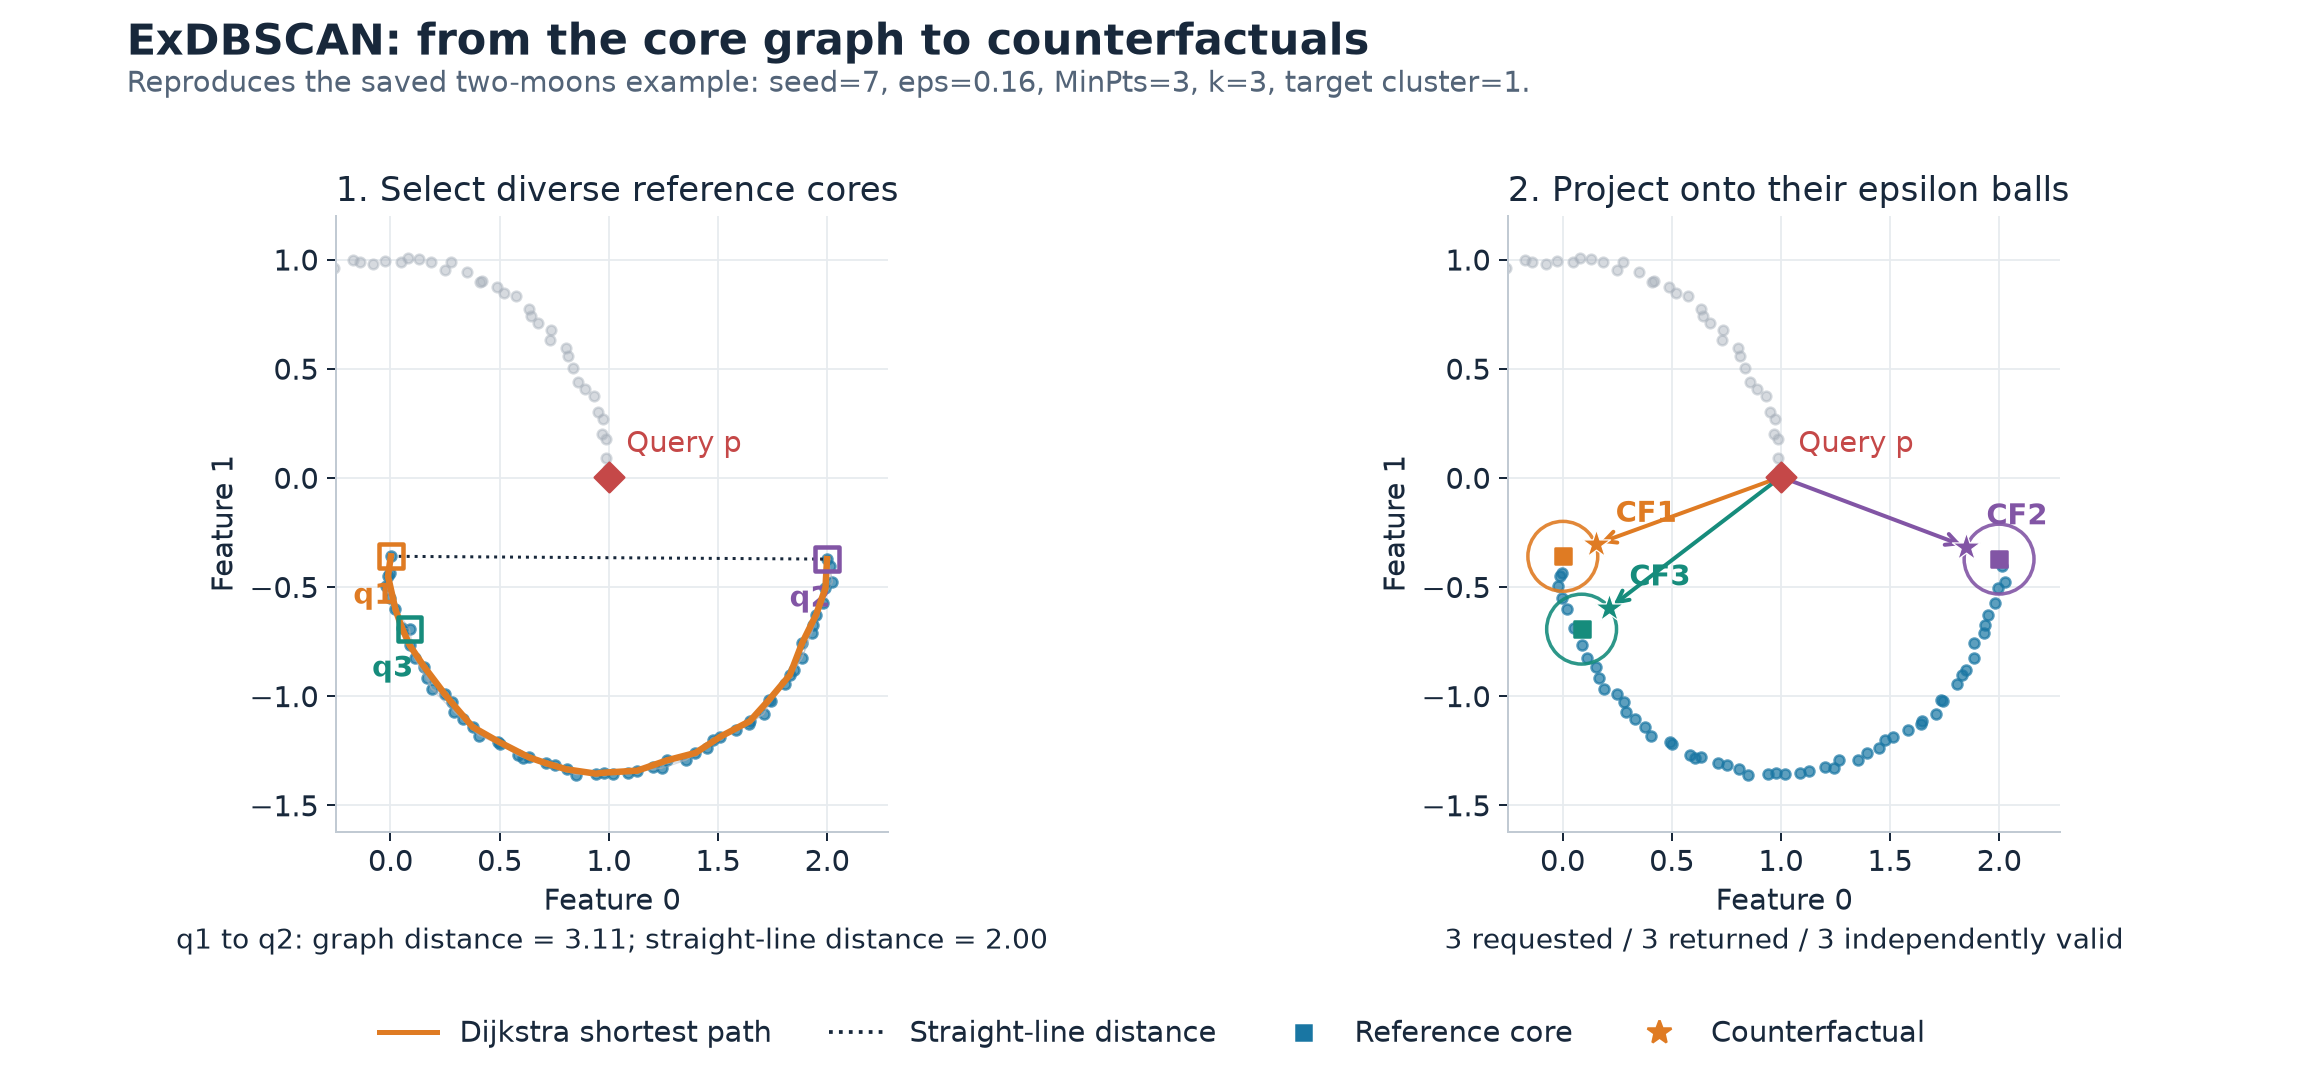 ExDBSCAN: from the core graph to counterfactuals
Reproduces the saved two-moons example: seed=7, eps=0.16, MinPts=3, k=3, target cluster=1.
1. Select diverse reference cores
1.0
0.5
0.0
−0.5
−1.0
−1.5
Feature 1
Query p
q1
q2
q3
0.0 0.5 1.0 1.5 2.0
Feature 0
q1 to q2: graph distance = 3.11; straight-line distance = 2.00
2. Project onto their epsilon balls
1.0
0.5
0.0
−0.5
−1.0
−1.5
Feature 1
Query p
CF1
CF2
CF3
0.0 0.5 1.0 1.5 2.0
Feature 0
3 requested / 3 returned / 3 independently valid
Dijkstra shortest path Straight-line distance Reference core Counterfactual